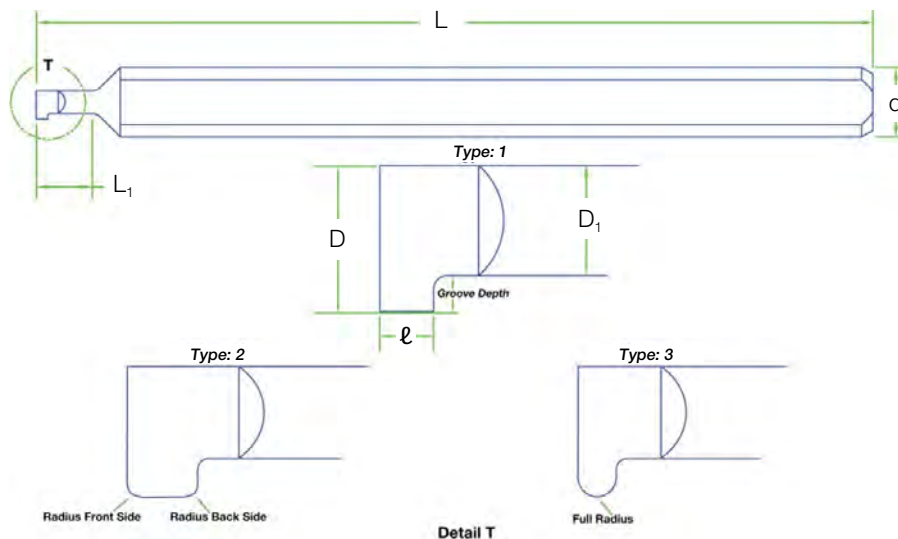 L
T
d
L₁
Type: 1
D
D₁
Groove Depth
ℓ
Type: 2
Type: 3
Radius Front Side
Radius Back Side
Full Radius
Detail T